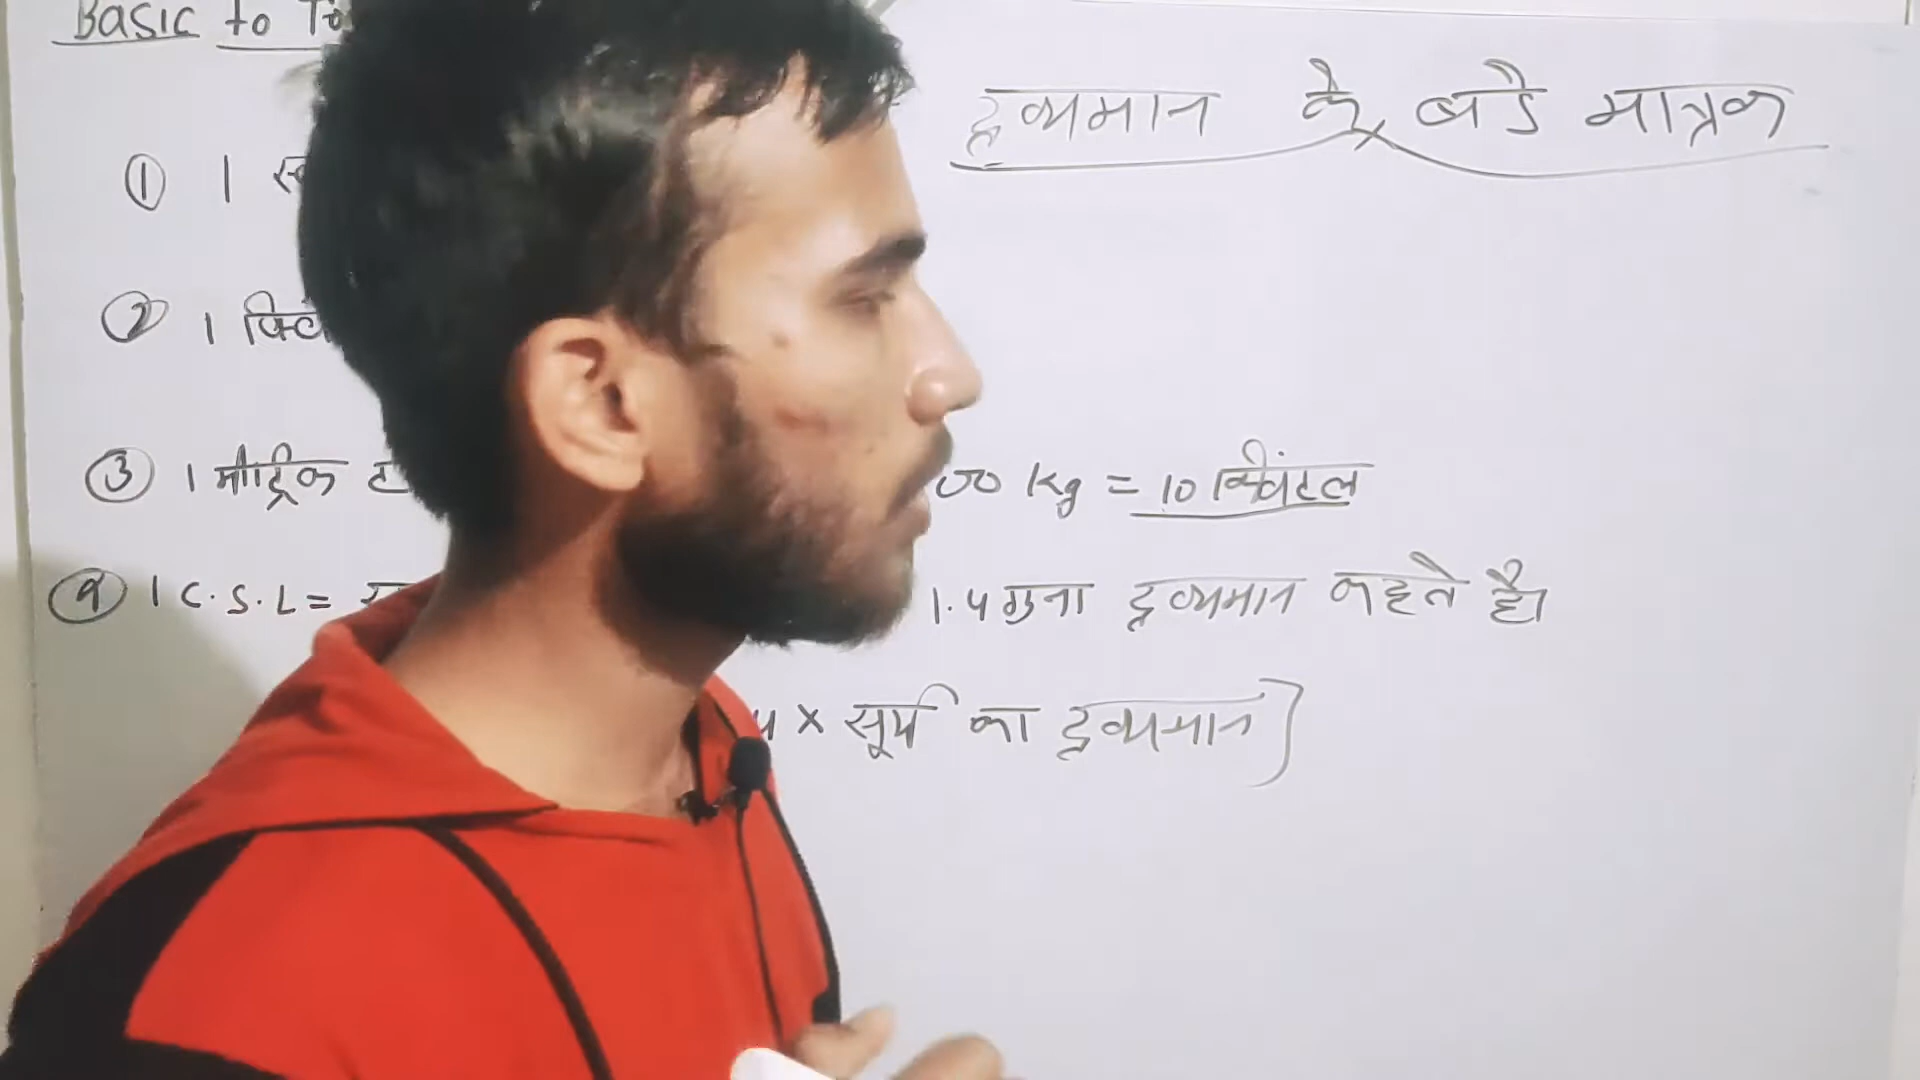 Basic to
द्रव्यमान के बडे मात्रक
① 1
② 1
③ 1 मीट्रिक kg = 10 क्विंटल
④ 1 C.S.L = 1.4 गुना द्रव्यमान कहते है।
x सूर्य का द्रव्यमान]